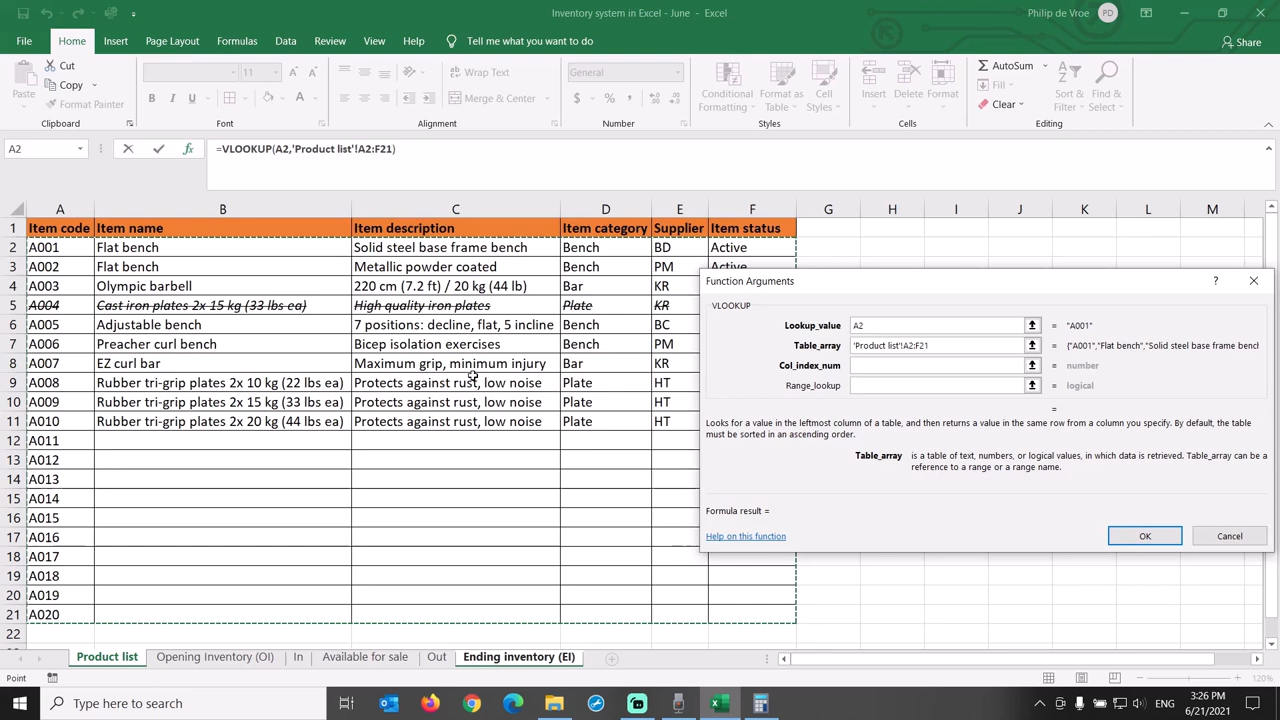 Inventory system in Excel - June - Excel
Philip de Vroe PD
File Home Insert Page Layout Formulas Data Review View Help Tell me what you want to do Share
Paste Cut Copy Format Painter
Clipboard
11
B I U A
Font
Wrap Text
Merge & Center
Alignment
General
$ % ,
Number
Conditional Formatting Format as Table Cell Styles
Styles
Insert Delete Format
Cells
AutoSum Fill Clear
Sort & Filter Find & Select
Editing
A2 fx =VLOOKUP(A2,'Product list'!A2:F21)
A B C D E F G H I J K L M
1 Item code Item name Item description Item category Supplier Item status
2 A001 Flat bench Solid steel base frame bench Bench BD Active
3 A002 Flat bench Metallic powder coated Bench PM Active
4 A003 Olympic barbell 220 cm (7.2 ft) / 20 kg (44 lb) Bar KR
5 A004 Cast iron plates 2x 15 kg (33 lbs ea) High quality iron plates Plate KR
6 A005 Adjustable bench 7 positions: decline, flat, 5 incline Bench BC
7 A006 Preacher curl bench Bicep isolation exercises Bench PM
8 A007 EZ curl bar Maximum grip, minimum injury Bar KR
9 A008 Rubber tri-grip plates 2x 10 kg (22 lbs ea) Protects against rust, low noise Plate HT
10 A009 Rubber tri-grip plates 2x 15 kg (33 lbs ea) Protects against rust, low noise Plate HT
11 A010 Rubber tri-grip plates 2x 20 kg (44 lbs ea) Protects against rust, low noise Plate HT
12 A011
13 A012
14 A013
15 A014
16 A015
17 A016
18 A017
19 A018
20 A019
21 A020
22
Function Arguments ?
VLOOKUP
Lookup_value A2 = "A001"
Table_array 'Product list'!A2:F21 = {"A001","Flat bench","Solid steel base frame bencl
Col_index_num = number
Range_lookup = logical
=
Looks for a value in the leftmost column of a table, and then returns a value in the same row from a column you specify. By default, the table
must be sorted in an ascending order.
Table_array is a table of text, numbers, or logical values, in which data is retrieved. Table_array can be a
reference to a range or a range name.
Formula result =
Help on this function OK Cancel
Product list Opening Inventory (OI) In Available for sale Out Ending inventory (EI)
Point 120%
Type here to search ENG 3:26 PM
6/21/2021